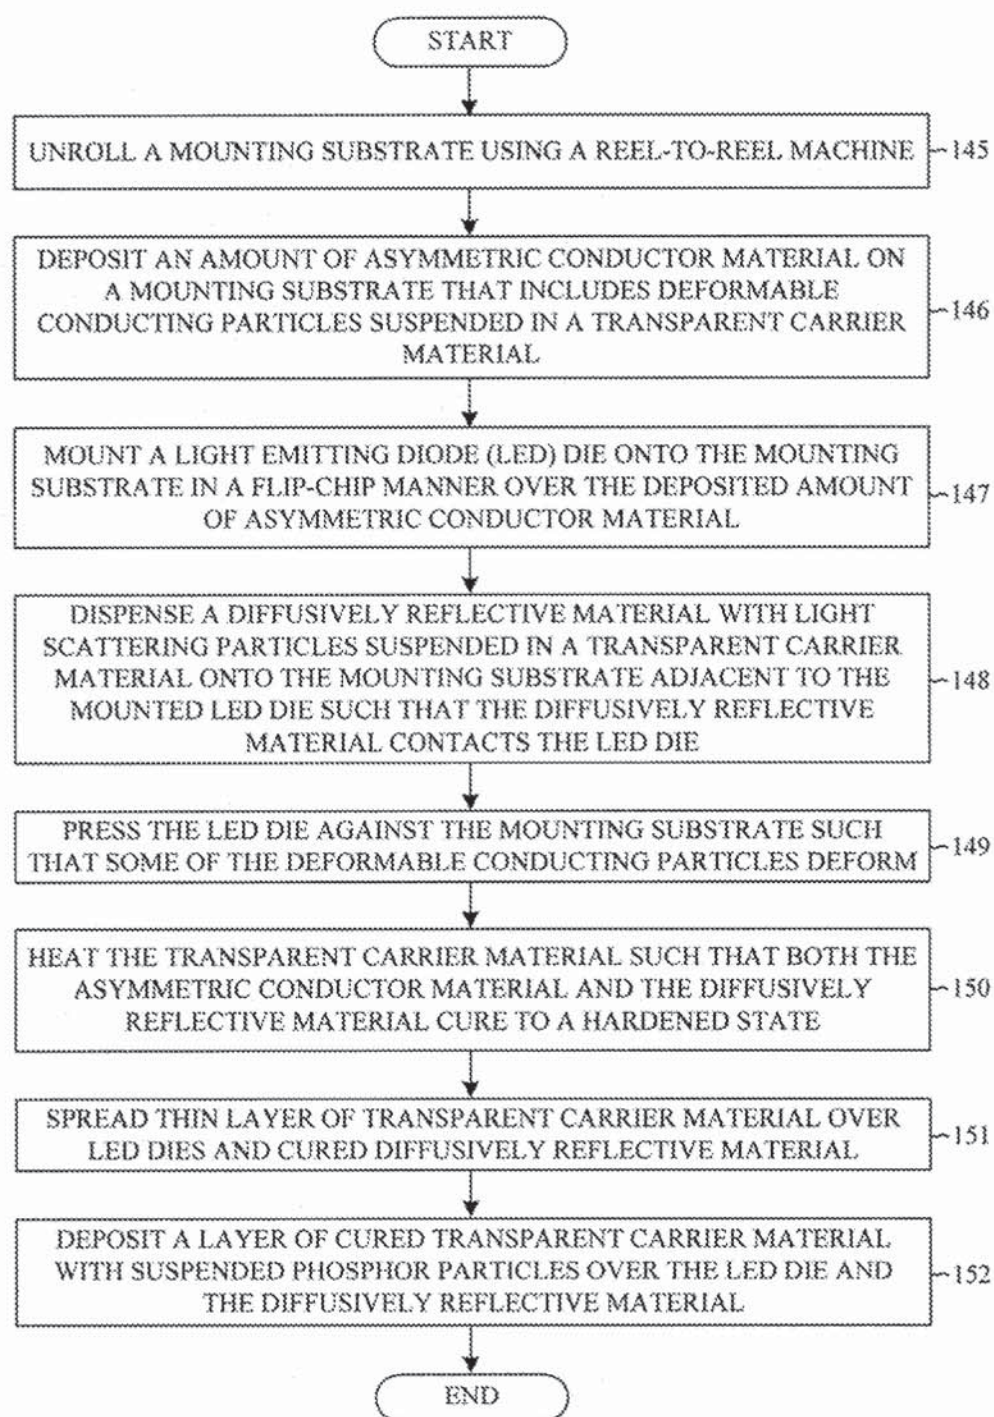 START
UNROLL A MOUNTING SUBSTRATE USING A REEL-TO-REEL MACHINE
145
DEPOSIT AN AMOUNT OF ASYMMETRIC CONDUCTOR MATERIAL ON
A MOUNTING SUBSTRATE THAT INCLUDES DEFORMABLE
CONDUCTING PARTICLES SUSPENDED IN A TRANSPARENT CARRIER
MATERIAL
146
MOUNT A LIGHT EMITTING DIODE (LED) DIE ONTO THE MOUNTING
SUBSTRATE IN A FLIP-CHIP MANNER OVER THE DEPOSITED AMOUNT
OF ASYMMETRIC CONDUCTOR MATERIAL
147
DISPENSE A DIFFUSIVELY REFLECTIVE MATERIAL WITH LIGHT
SCATTERING PARTICLES SUSPENDED IN A TRANSPARENT CARRIER
MATERIAL ONTO THE MOUNTING SUBSTRATE ADJACENT TO THE
MOUNTED LED DIE SUCH THAT THE DIFFUSIVELY REFLECTIVE
MATERIAL CONTACTS THE LED DIE
148
PRESS THE LED DIE AGAINST THE MOUNTING SUBSTRATE SUCH
THAT SOME OF THE DEFORMABLE CONDUCTING PARTICLES DEFORM
149
HEAT THE TRANSPARENT CARRIER MATERIAL SUCH THAT BOTH THE
ASYMMETRIC CONDUCTOR MATERIAL AND THE DIFFUSIVELY
REFLECTIVE MATERIAL CURE TO A HARDENED STATE
150
SPREAD THIN LAYER OF TRANSPARENT CARRIER MATERIAL OVER
LED DIES AND CURED DIFFUSIVELY REFLECTIVE MATERIAL
151
DEPOSIT A LAYER OF CURED TRANSPARENT CARRIER MATERIAL
WITH SUSPENDED PHOSPHOR PARTICLES OVER THE LED DIE AND
THE DIFFUSIVELY REFLECTIVE MATERIAL
152
END